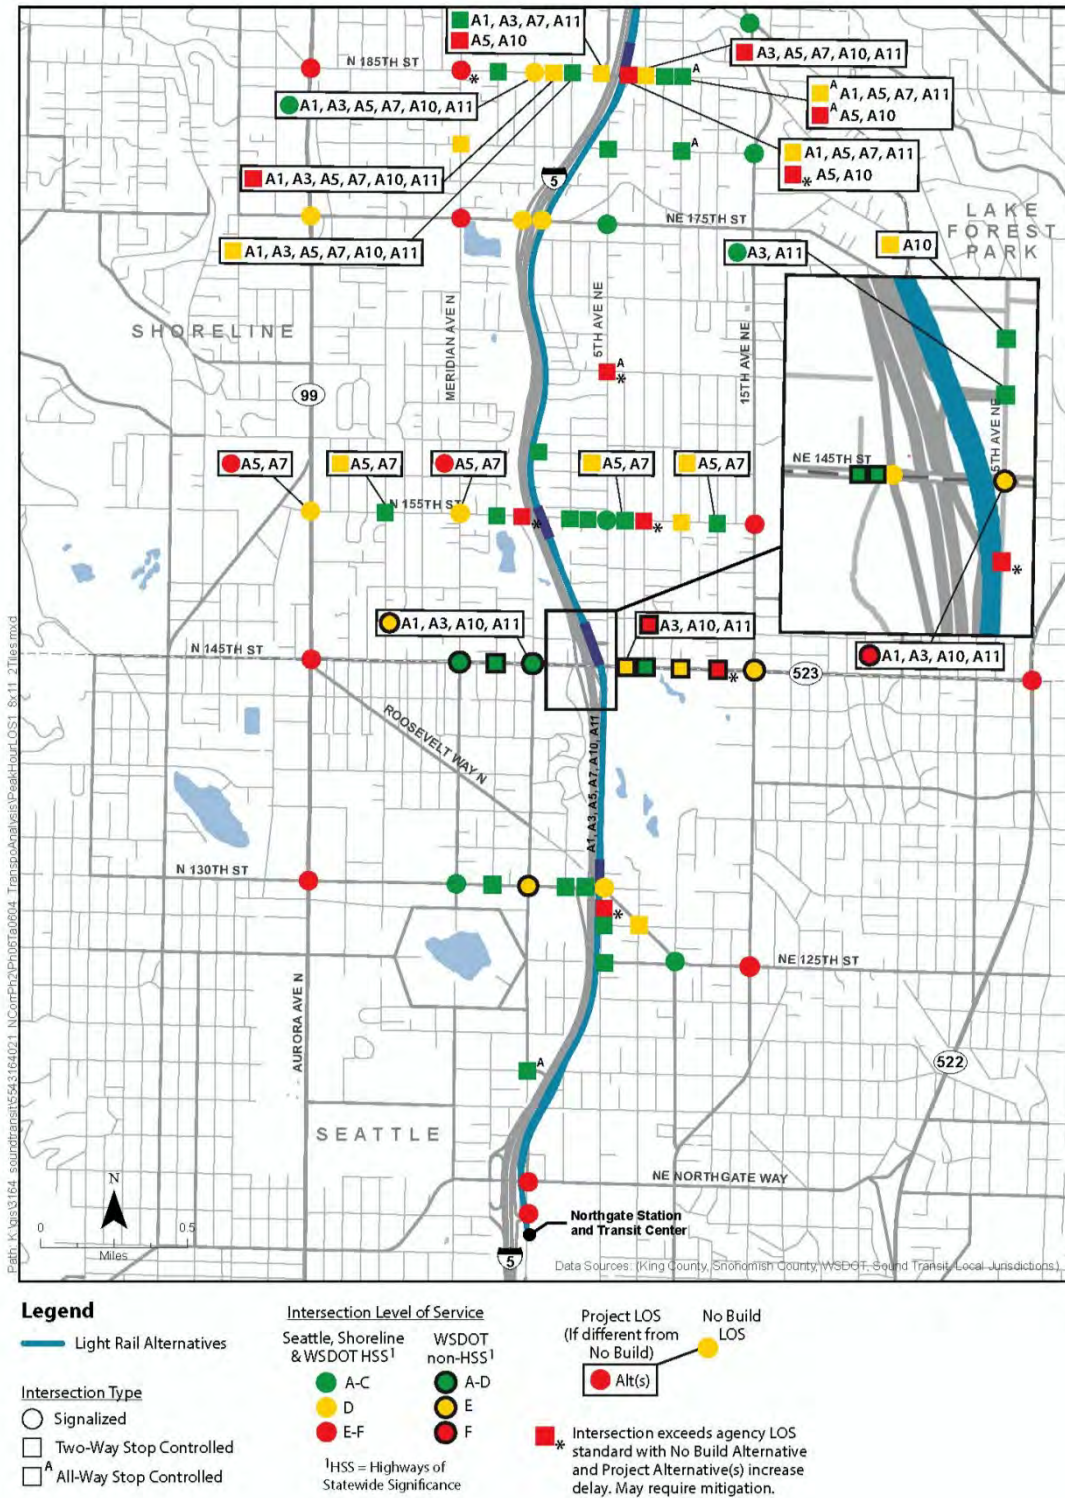 A1, A3, A7, A11
A5, A10
N 185TH ST
*
A
A3, A5, A7, A10, A11
A1, A3, A5, A7, A10, A11
A A1, A5, A7, A11
A A5, A10
A
A1, A5, A7, A11
* A5, A10
A1, A3, A5, A7, A10, A11
5
NE 175TH ST
LAKE
FOREST
PARK
A10
A3, A11
A1, A3, A5, A7, A10, A11
SHORELINE
MERIDIAN AVE N
5TH AVE NE
15TH AVE NE
A
*
99
5TH AVE NE
NE 145TH ST
A5, A7
A5, A7
A5, A7
A5, A7
A5, A7
N 155TH ST
*
*
*
A1, A3, A10, A11
A3, A10, A11
A1, A3, A10, A11
N 145TH ST
*
523
ROOSEVELT WAY N
A1, A3, A5, A7, A10, A11
N 130TH ST
*
NE 125TH ST
AURORA AVE N
522
A
SEATTLE
NE NORTHGATE WAY
N
0
0.5
Miles
Northgate Station
and Transit Center
5
Data Sources: (King County, Snohomish County, WSDOT, Sound Transit, Local Jurisdictions)
Legend
Light Rail Alternatives
Intersection Type
Signalized
Two-Way Stop Controlled
A All-Way Stop Controlled
Intersection Level of Service
Seattle, Shoreline
& WSDOT HSS¹
WSDOT
non-HSS¹
A-C
A-D
D
E
E-F
F
¹HSS = Highways of
Statewide Significance
Project LOS
(If different from
No Build)
No Build
LOS
Alt(s)
* Intersection exceeds agency LOS
standard with No Build Alternative
and Project Alternative(s) increase
delay. May require mitigation.